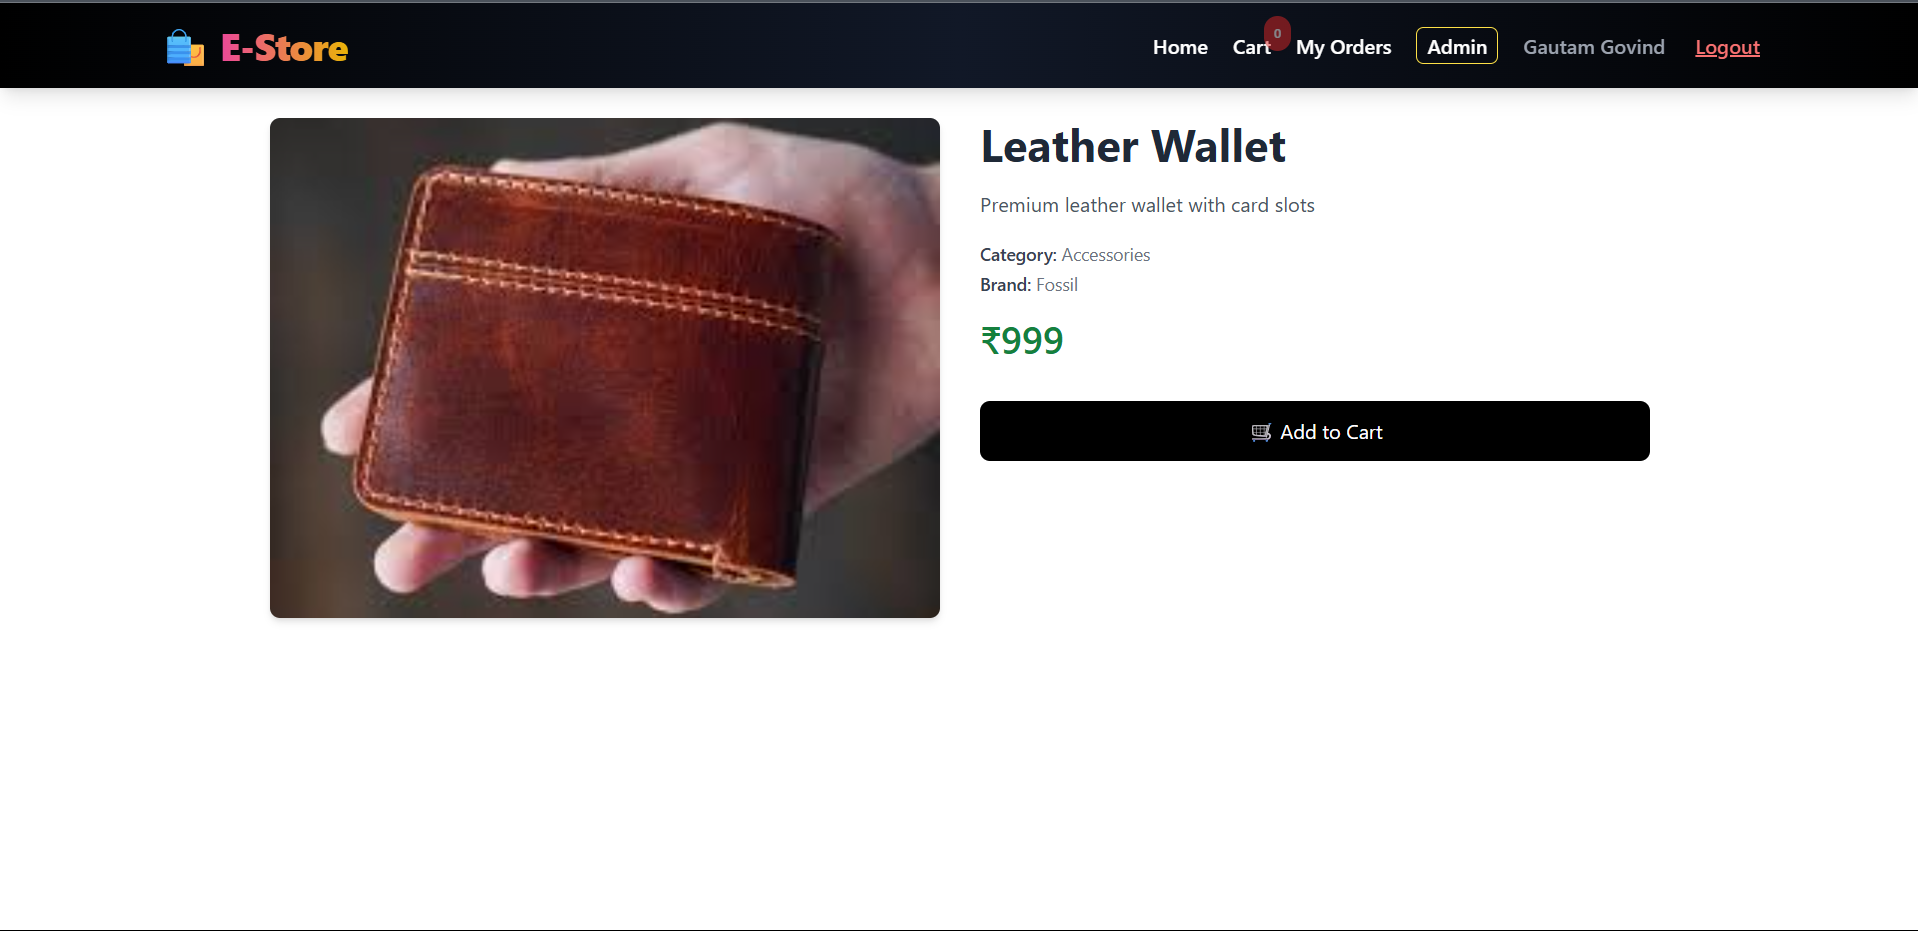 E-Store
Home Cart 0 My Orders Admin Gautam Govind Logout
Leather Wallet
Premium leather wallet with card slots
Category: Accessories
Brand: Fossil
₹999
Add to Cart